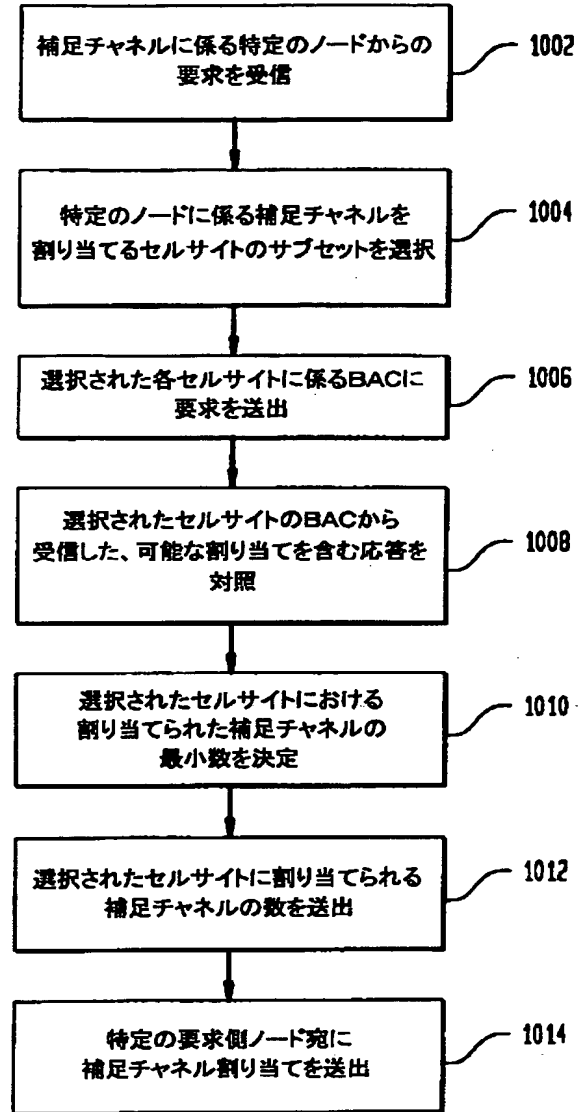 補足チャネルに係る特定のノードからの
要求を受信
1002
特定のノードに係る補足チャネルを
割り当てるセルサイトのサブセットを選択
1004
選択された各セルサイトに係るBACに
要求を送出
1006
選択されたセルサイトのBACから
受信した、可能な割り当てを含む応答を
対照
1008
選択されたセルサイトにおける
割り当てられた補足チャネルの
最小数を決定
1010
選択されたセルサイトに割り当てられる
補足チャネルの数を送出
1012
特定の要求側ノード宛に
補足チャネル割り当てを送出
1014